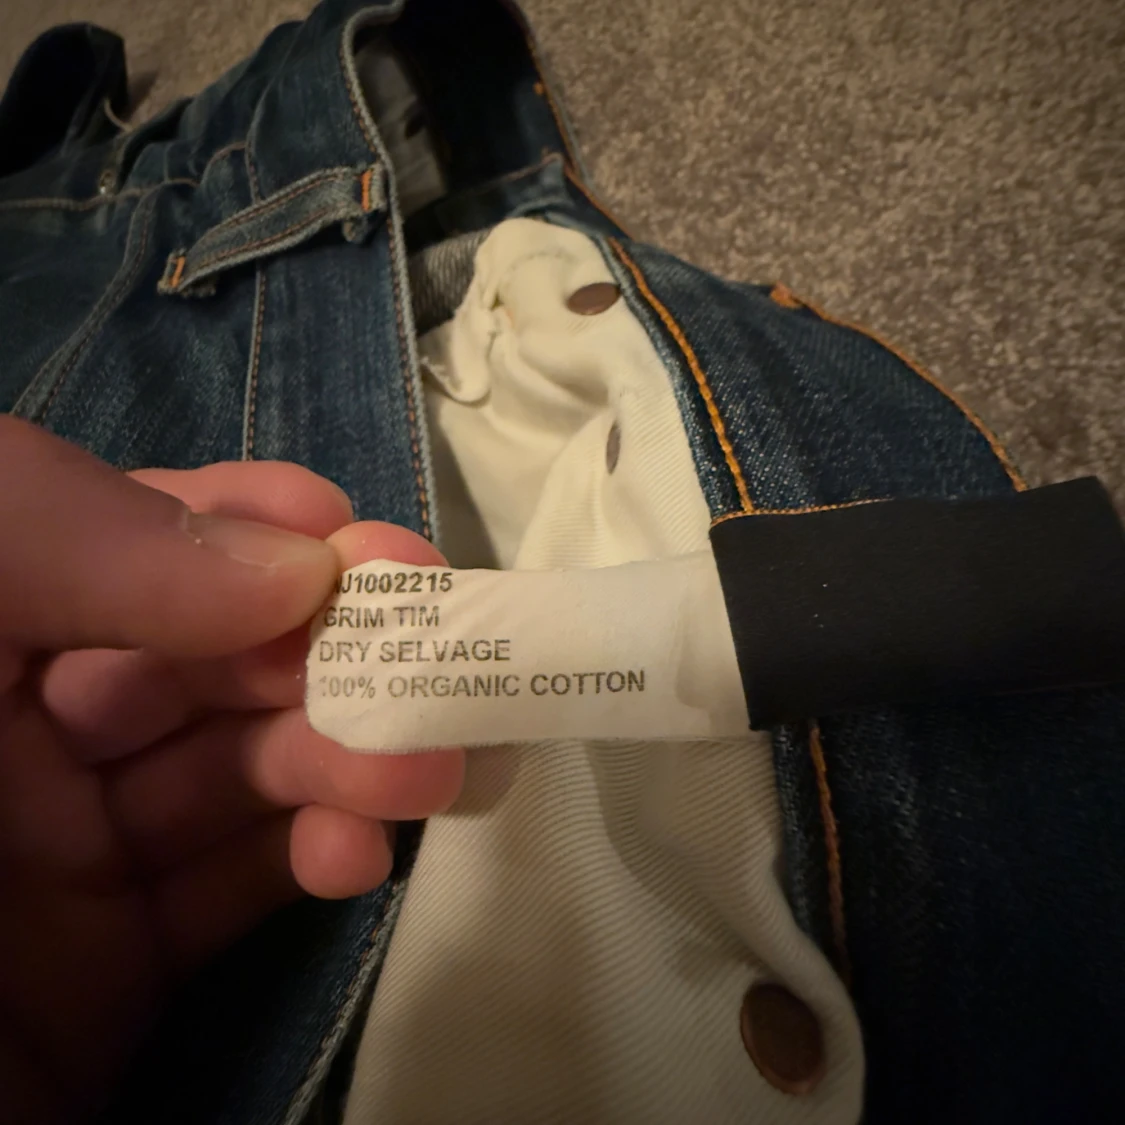 J1002215
GRIM TIM
DRY SELVAGE
100% ORGANIC COTTON